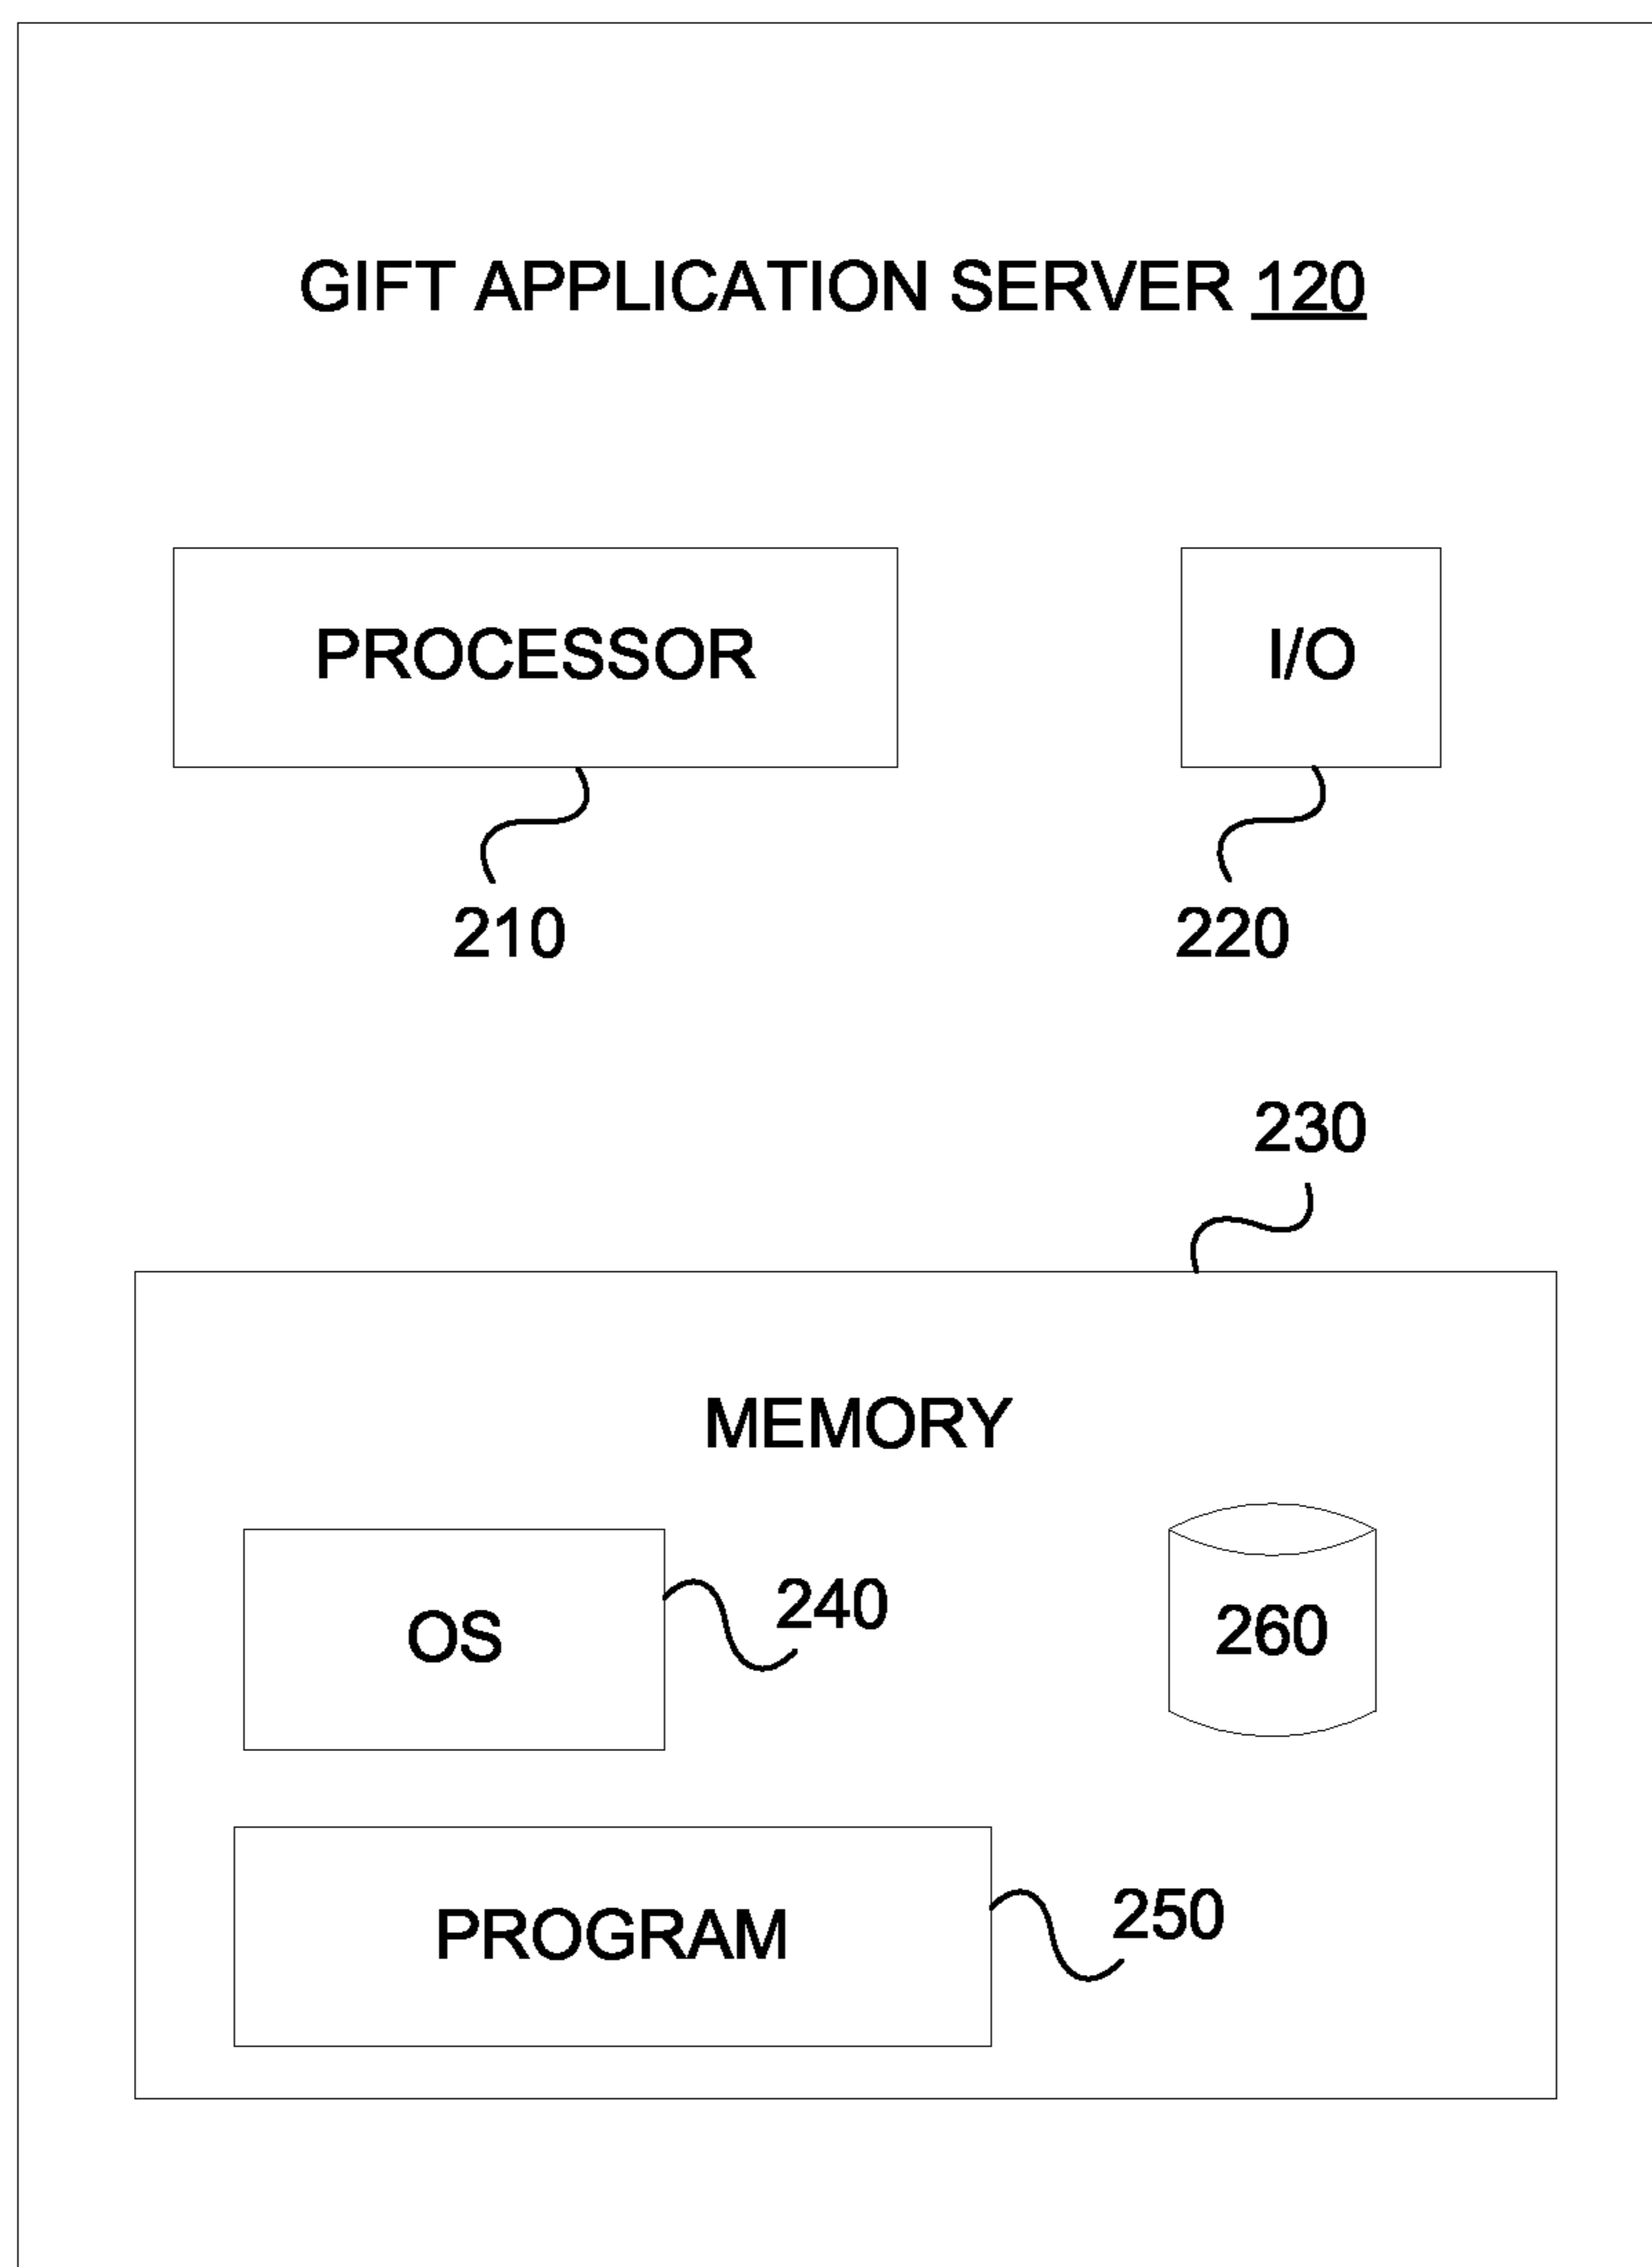 GIFT APPLICATION SERVER 120
PROCESSOR
I/O
210
220
230
MEMORY
OS
240
260
PROGRAM
250